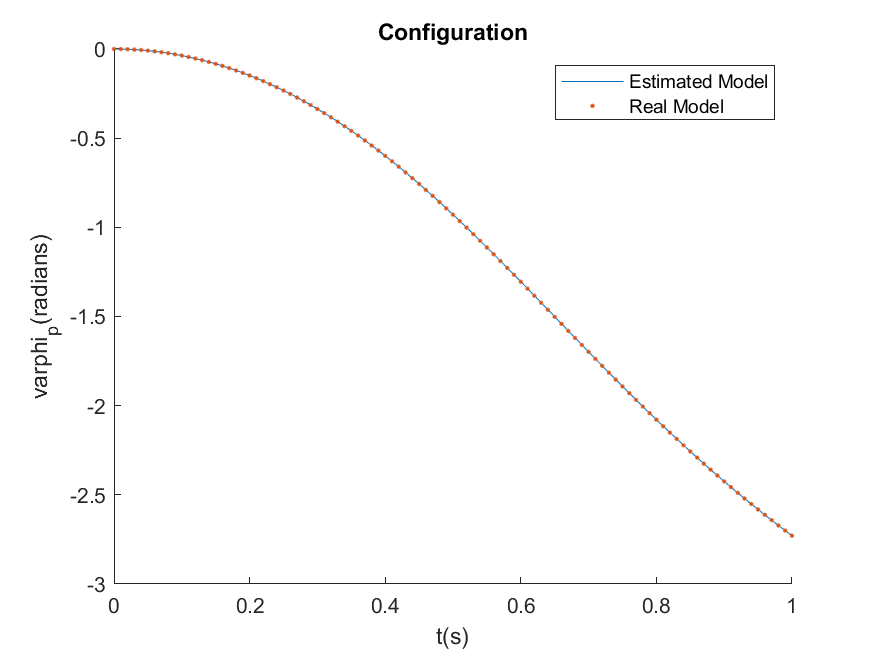 Configuration
Estimated Model
Real Model
0
-0.5
-1
-1.5
-2
-2.5
-3
varphi_p(radians)
0 0.2 0.4 0.6 0.8 1
t(s)